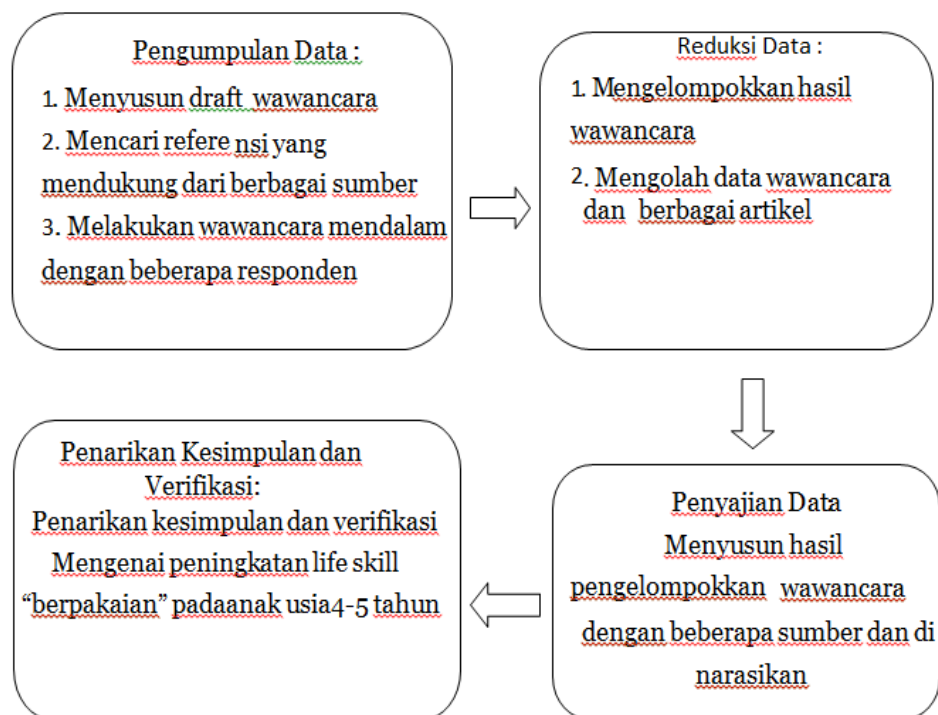 Pengumpulan Data :
1. Menyusun draft wawancara
2. Mencari refere nsi yang
mendukung dari berbagai sumber
3. Melakukan wawancara mendalam
dengan beberapa responden
Reduksi Data :
1. Mengelompokkan hasil
wawancara
2. Mengolah data wawancara
dan berbagai artikel
Penyajian Data
Menyusun hasil
pengelompokkan wawancara
dengan beberapa sumber dan di
narasikan
Penarikan Kesimpulan dan
Verifikasi:
Penarikan kesimpulan dan verifikasi
Mengenai peningkatan life skill
“berpakaian” padaanak usia4-5 tahun